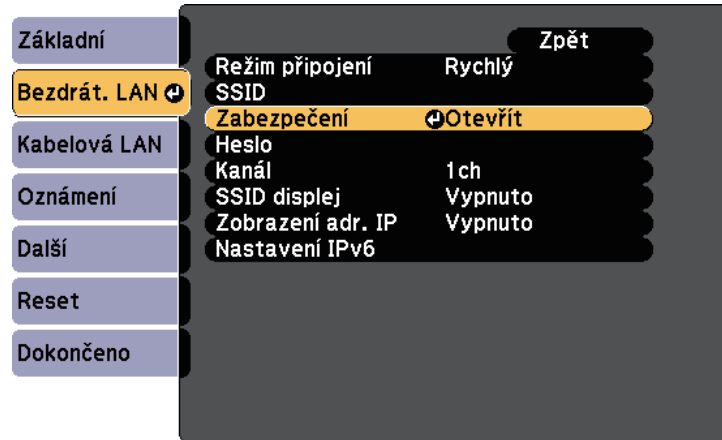 Základní
Bezdrát. LAN
Kabelová LAN
Oznámení
Další
Reset
Dokončeno
Zpět
Režim připojení Rychlý
SSID
Zabezpečení Otevřít
Heslo
Kanál 1ch
SSID displej Vypnuto
Zobrazení adr. IP Vypnuto
Nastavení IPv6